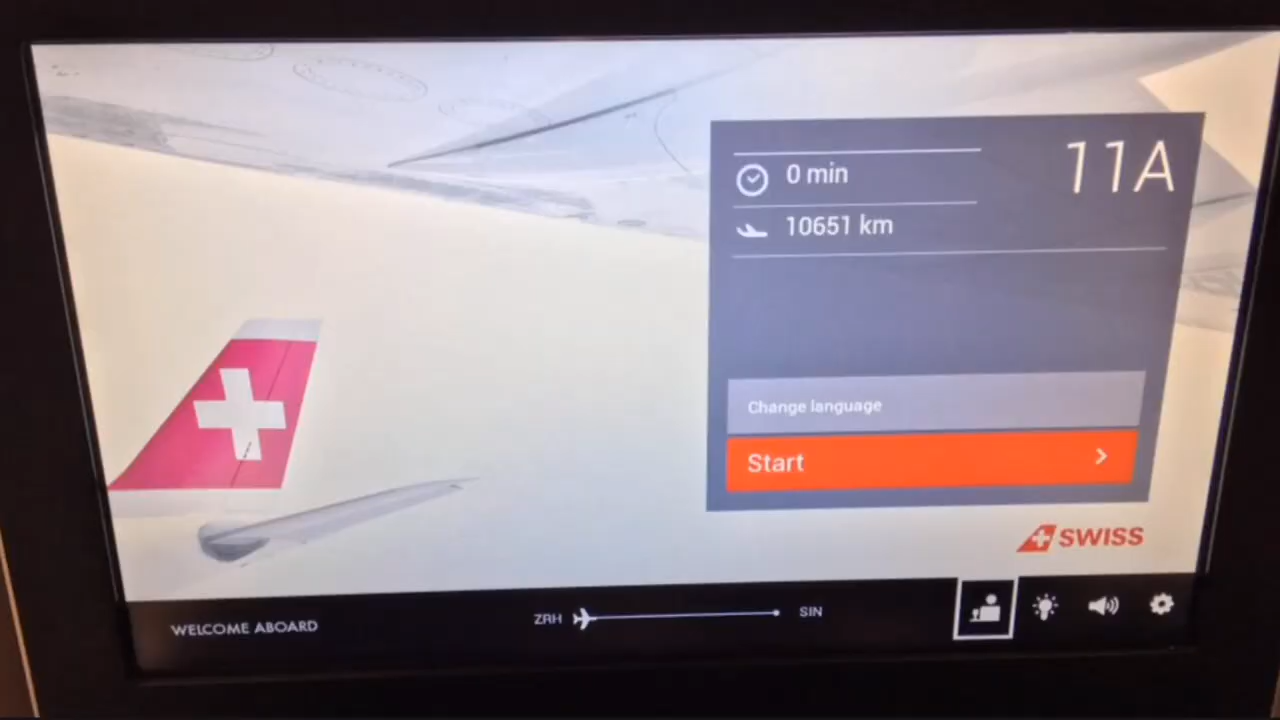 11A
0 min
10651 km
Change language
Start
SWISS
WELCOME ABOARD
ZRH
SIN